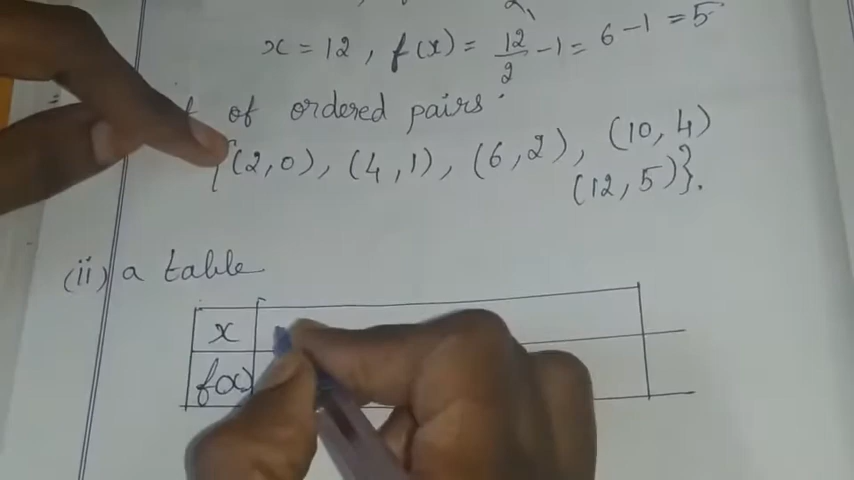 x = 12, f(x) = 12/2 - 1 = 6 - 1 = 5
of ordered pairs
{(2, 0), (4, 1), (6, 2), (10, 4)
(12, 5)}.
(ii) a table
x
f(x)